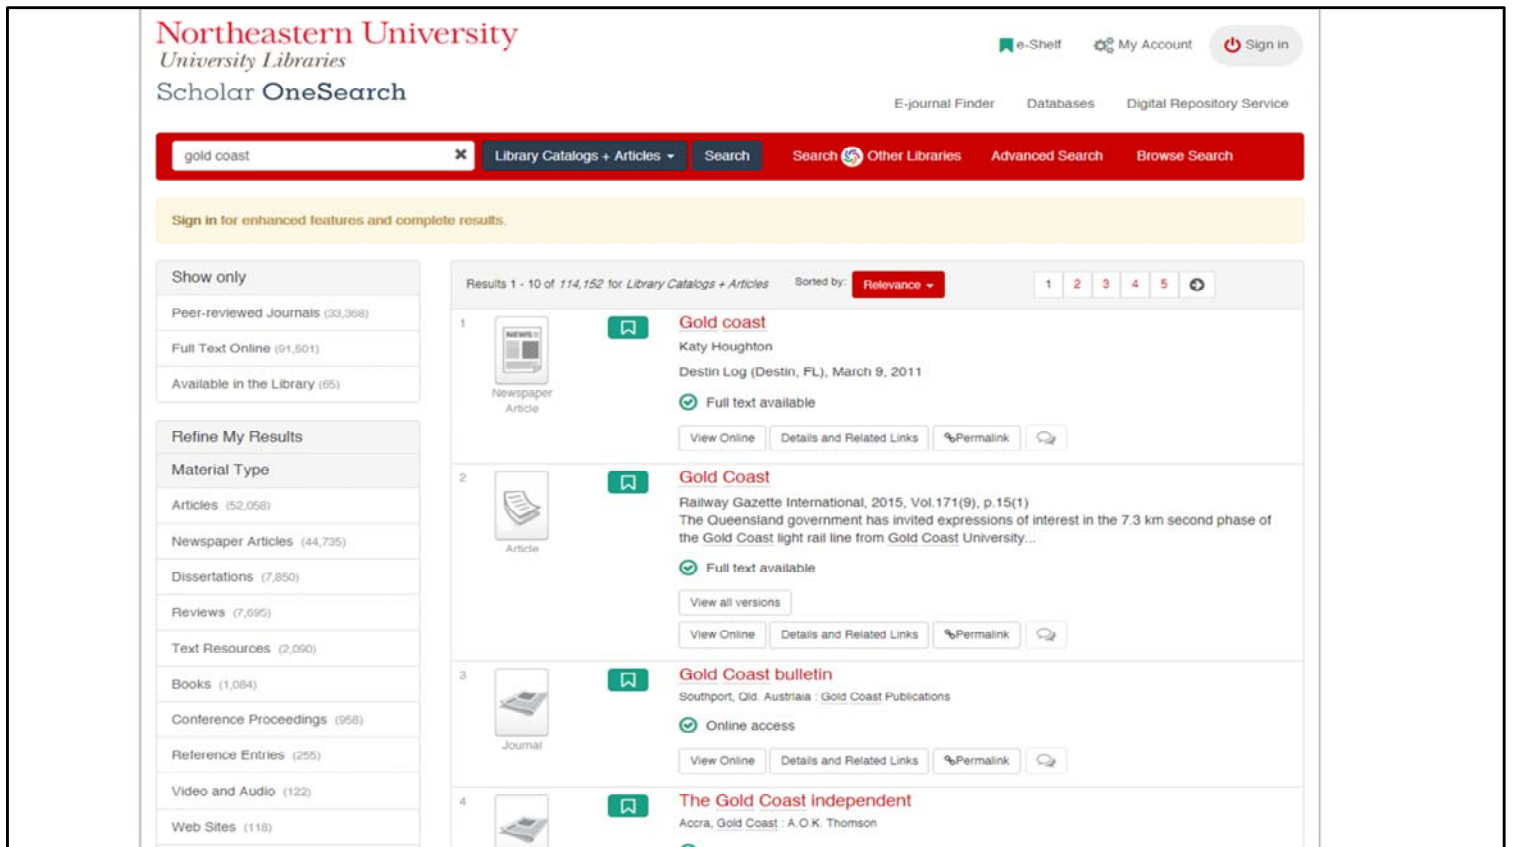 Northeastern University
University Libraries
Scholar OneSearch
e-Shelf My Account Sign in
E-journal Finder Databases Digital Repository Service
gold coast Library Catalogs + Articles Search Search Other Libraries Advanced Search Browse Search
Sign in for enhanced features and complete results.
Show only
Peer-reviewed Journals (33,368)
Full Text Online (91,501)
Available in the Library (65)
Refine My Results
Material Type
Articles (52,058)
Newspaper Articles (44,735)
Dissertations (7,850)
Reviews (7,695)
Text Resources (2,090)
Books (1,084)
Conference Proceedings (958)
Reference Entries (255)
Video and Audio (122)
Web Sites (118)
Results 1 - 10 of 114,152 for Library Catalogs + Articles Sorted by: Relevance 1 2 3 4 5
1
NEWS
Newspaper
Article
Gold coast
Katy Houghton
Destin Log (Destin, FL), March 9, 2011
Full text available
View Online Details and Related Links Permalink
2
Article
Gold Coast
Railway Gazette International, 2015, Vol.171(9), p.15(1)
The Queensland government has invited expressions of interest in the 7.3 km second phase of
the Gold Coast light rail line from Gold Coast University...
Full text available
View all versions
View Online Details and Related Links Permalink
3
Journal
Gold Coast bulletin
Southport, Qld. Austrlaia : Gold Coast Publications
Online access
View Online Details and Related Links Permalink
4
The Gold Coast independent
Accra, Gold Coast : A.O.K. Thomson